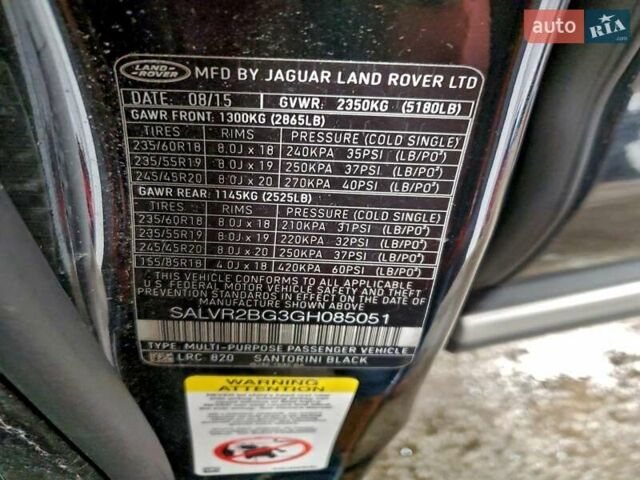 auto RIA.com
LAND-
ROVER
MFD BY JAGUAR LAND ROVER LTD
DATE: 08/15 GVWR: 2350KG (5180LB)
GAWR FRONT: 1300KG (2865LB)
TIRES RIMS PRESSURE (COLD SINGLE)
235/60R18 8.0J x 18 240KPA 35PSI (LB/PO²)
235/55R19 8.0J x 19 250KPA 37PSI (LB/PO²)
245/45R20 8.0J x 20 270KPA 40PSI (LB/PO²)
GAWR REAR: 1145KG (2525LB)
TIRES RIMS PRESSURE (COLD SINGLE)
235/60R18 8.0J x 18 210KPA 31PSI (LB/PO²)
235/55R19 8.0J x 19 220KPA 32PSI (LB/PO²)
245/45R20 8.0J x 20 250KPA 37PSI (LB/PO²)
155/85R18 4.0J x 18 420KPA 60PSI (LB/PO²)
THIS VEHICLE CONFORMS TO ALL APPLICABLE
U.S FEDERAL MOTOR VEHICLE SAFETY, BUMPER AND THEFT
PREVENTION STANDARDS IN EFFECT ON THE DATE OF
MANUFACTURE SHOWN ABOVE
SALVR2BG3GH085051
TYPE: MULTI-PURPOSE PASSENGER VEHICLE
LRC 820 SANTORINI BLACK
WARNING
ATTENTION